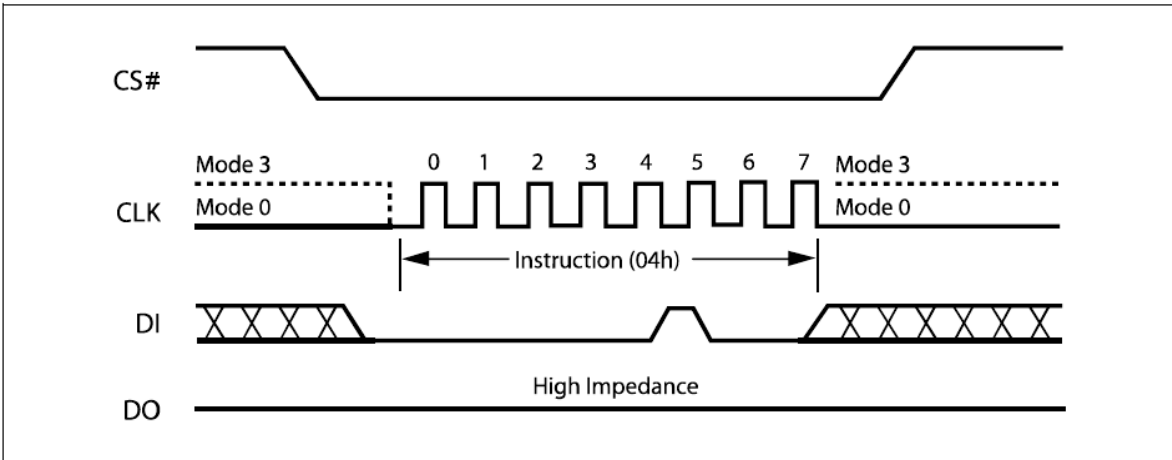 CS#
Mode 3
0 1 2 3 4 5 6 7
Mode 3
CLK
Mode 0
Mode 0
Instruction (04h)
DI
High Impedance
DO